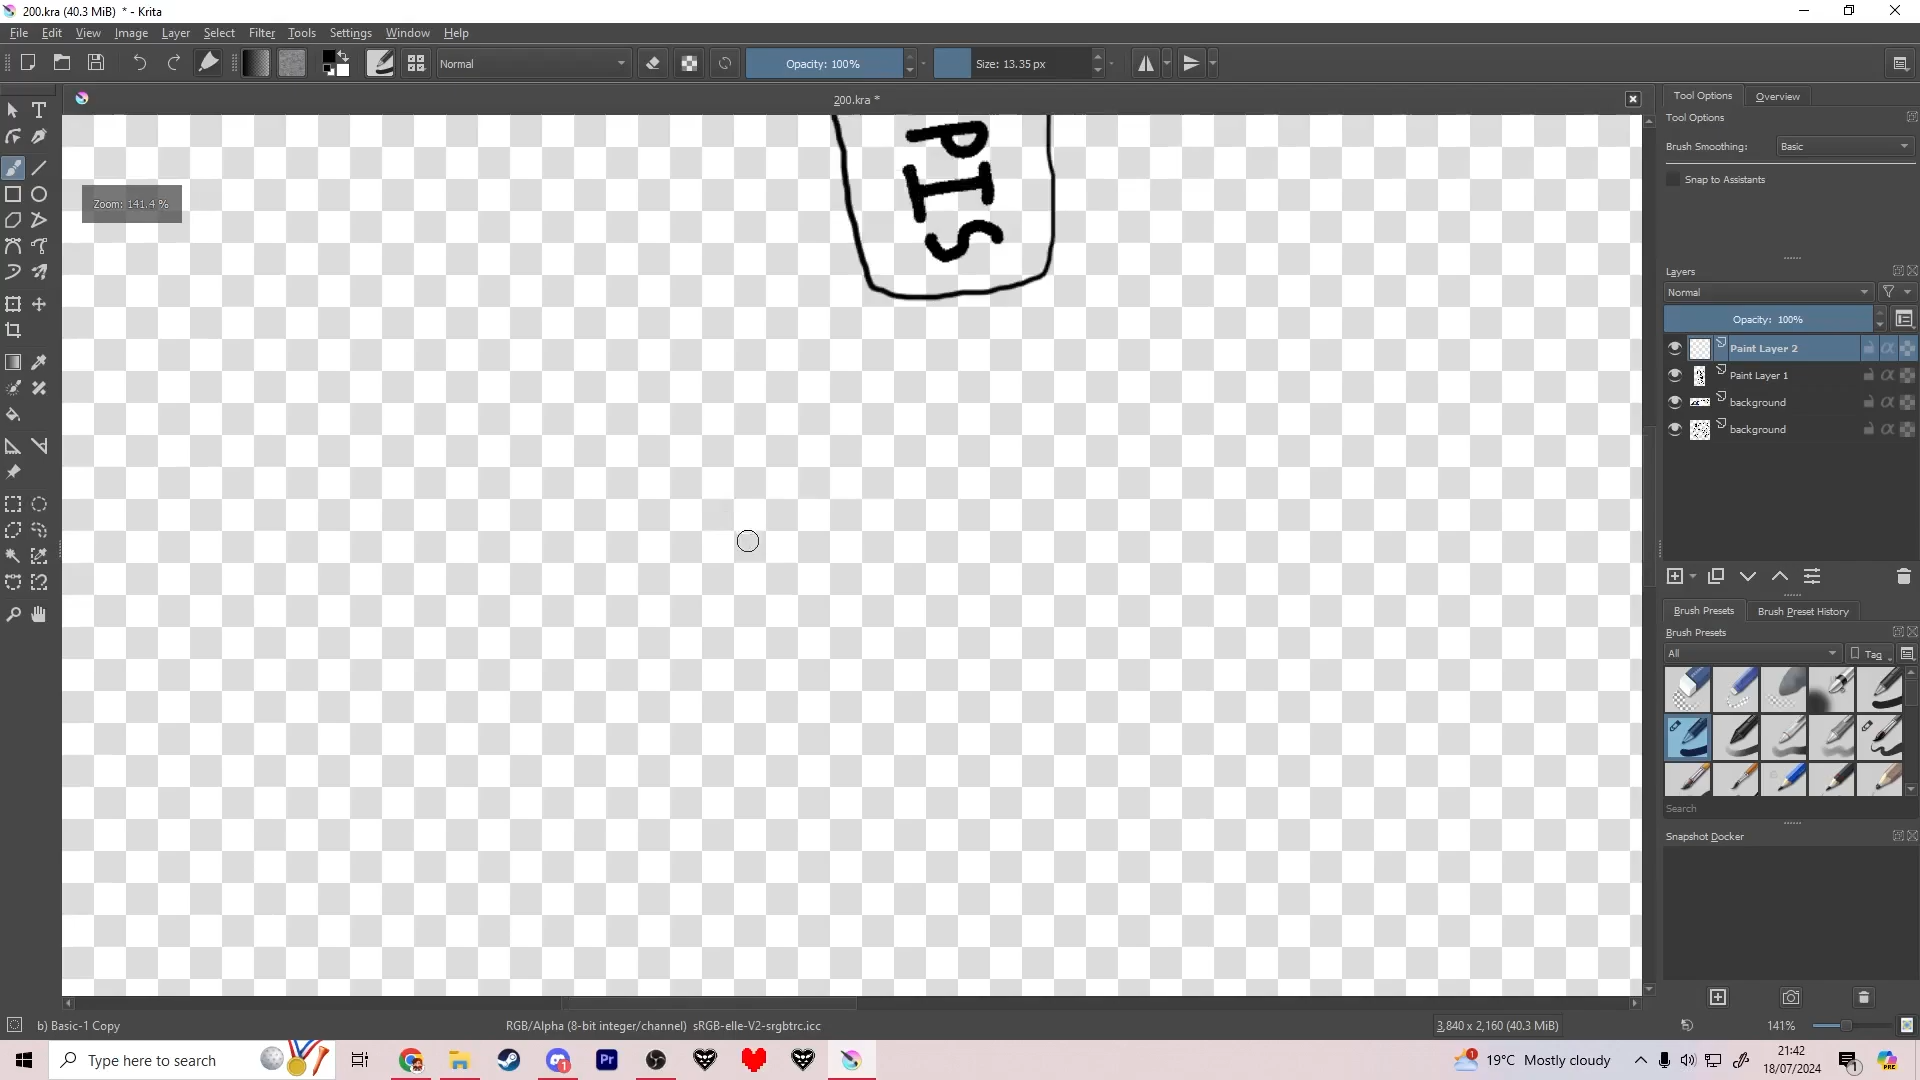 200.kra (40.3 MiB)  * - Krita
File Edit View Image Layer Select Filter Tools Settings Window Help
Normal
Opacity: 100%
Size: 13.35 px
200.kra *
Zoom: 141.4 %
PIS
Tool Options
Overview
Tool Options
Brush Smoothing:
Basic
Snap to Assistants
Layers
Normal
Opacity:  100%
Paint Layer 2
Paint Layer 1
background
background
Brush Presets
Brush Preset History
Brush Presets
All
Tag
Search
Snapshot Docker
b) Basic-1 Copy
RGB/Alpha (8-bit integer/channel)  sRGB-elle-V2-srgbtrc.icc
3,840 x 2,160 (40.3 MiB)
141%
Type here to search
1
Pr
1
19°C  Mostly cloudy
21:42
18/07/2024
1
PRE